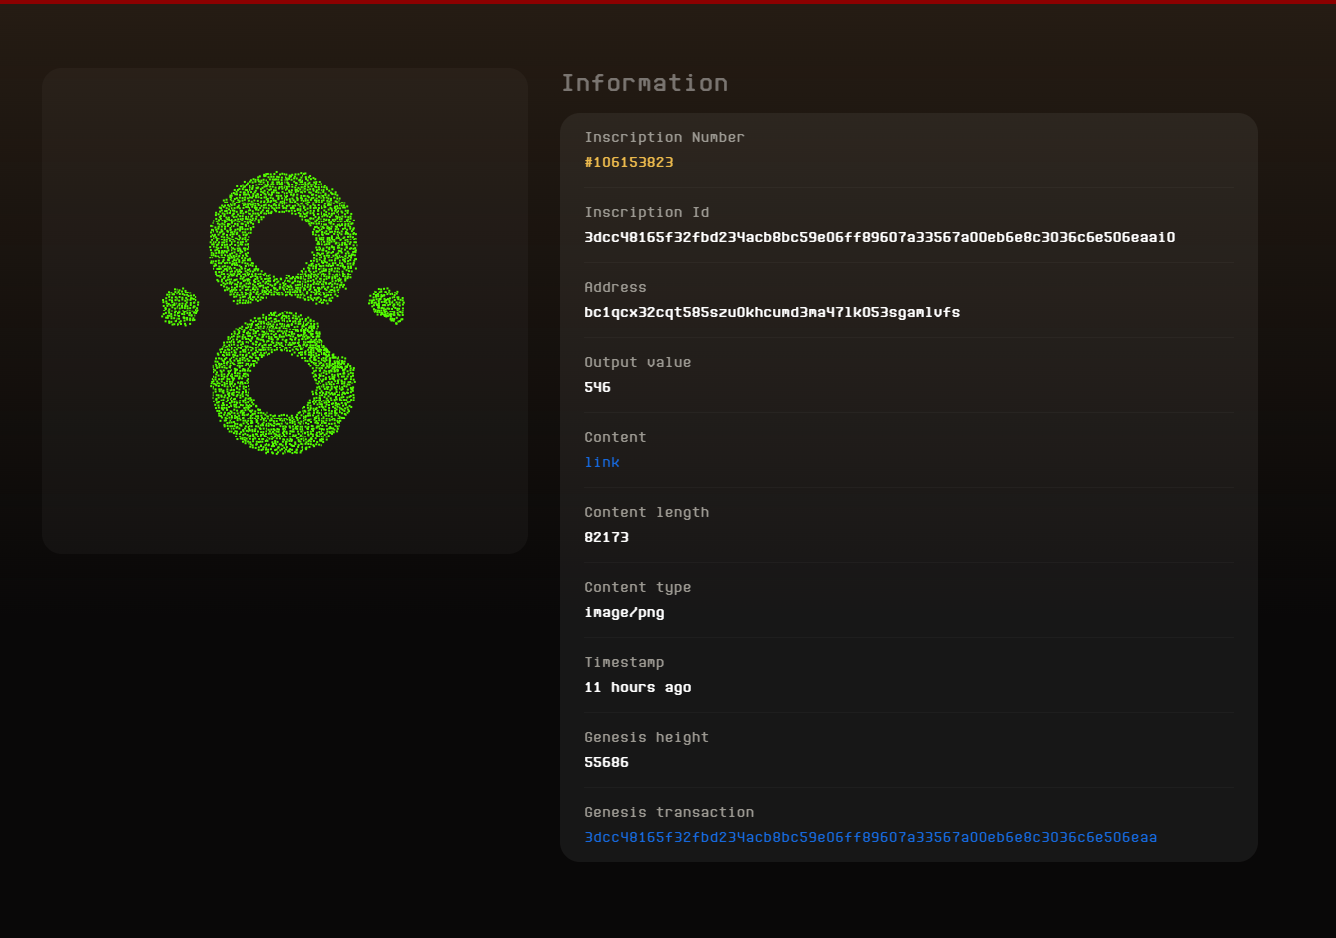 Information
Inscription Number
#106153823
Inscription Id
3dcc48165f32fbd234acb8bc59e06ff89607a33567a00eb6e8c3036c6e506eaai0
Address
bc1qcx32cqt585szu0khcumd3ma47lk053sgamlvfs
Output value
546
Content
link
Content length
82173
Content type
image/png
Timestamp
11 hours ago
Genesis height
55686
Genesis transaction
3dcc48165f32fbd234acb8bc59e06ff89607a33567a00eb6e8c3036c6e506eaa